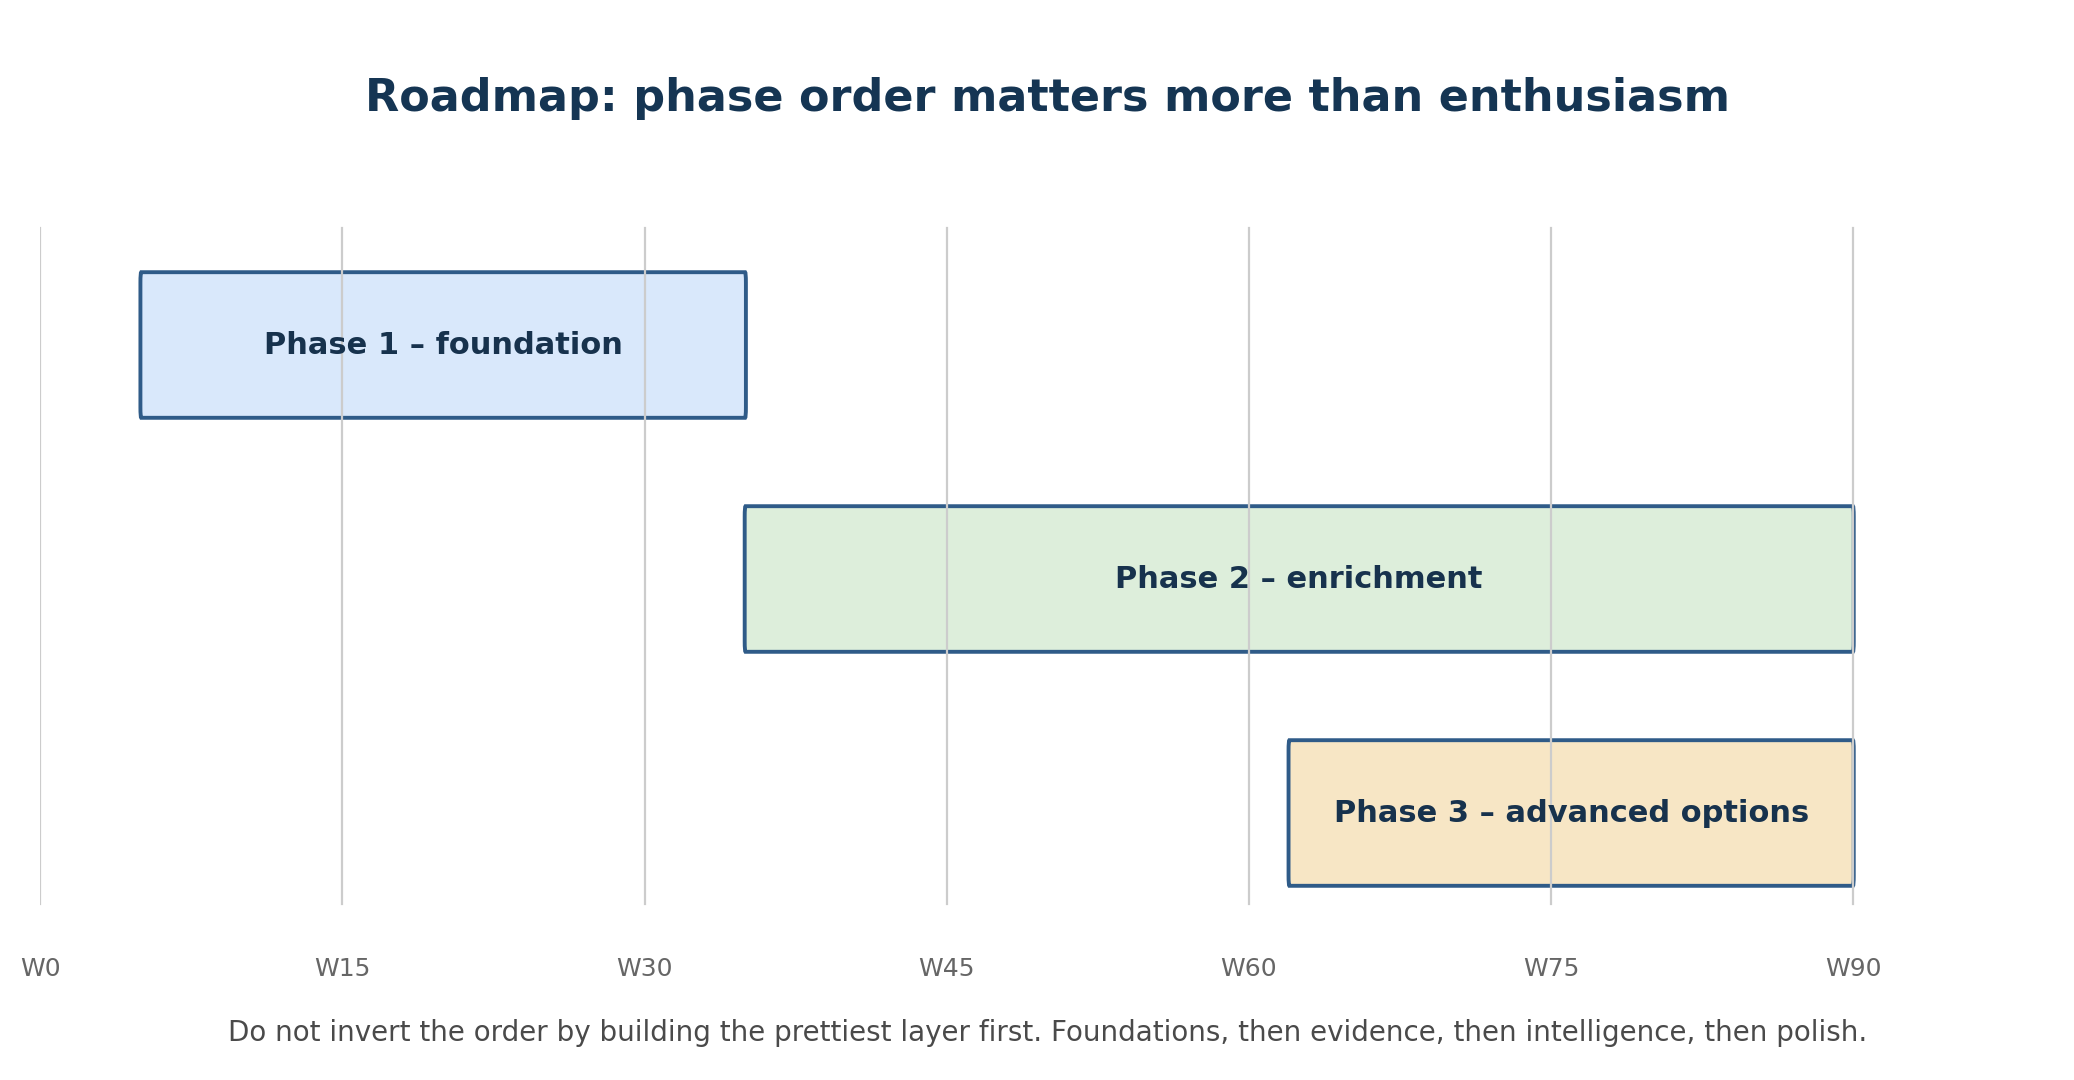 Roadmap: phase order matters more than enthusiasm
Phase 1 – foundation
Phase 2 – enrichment
Phase 3 – advanced options
W0 W15 W30 W45 W60 W75 W90
Do not invert the order by building the prettiest layer first. Foundations, then evidence, then intelligence, then polish.